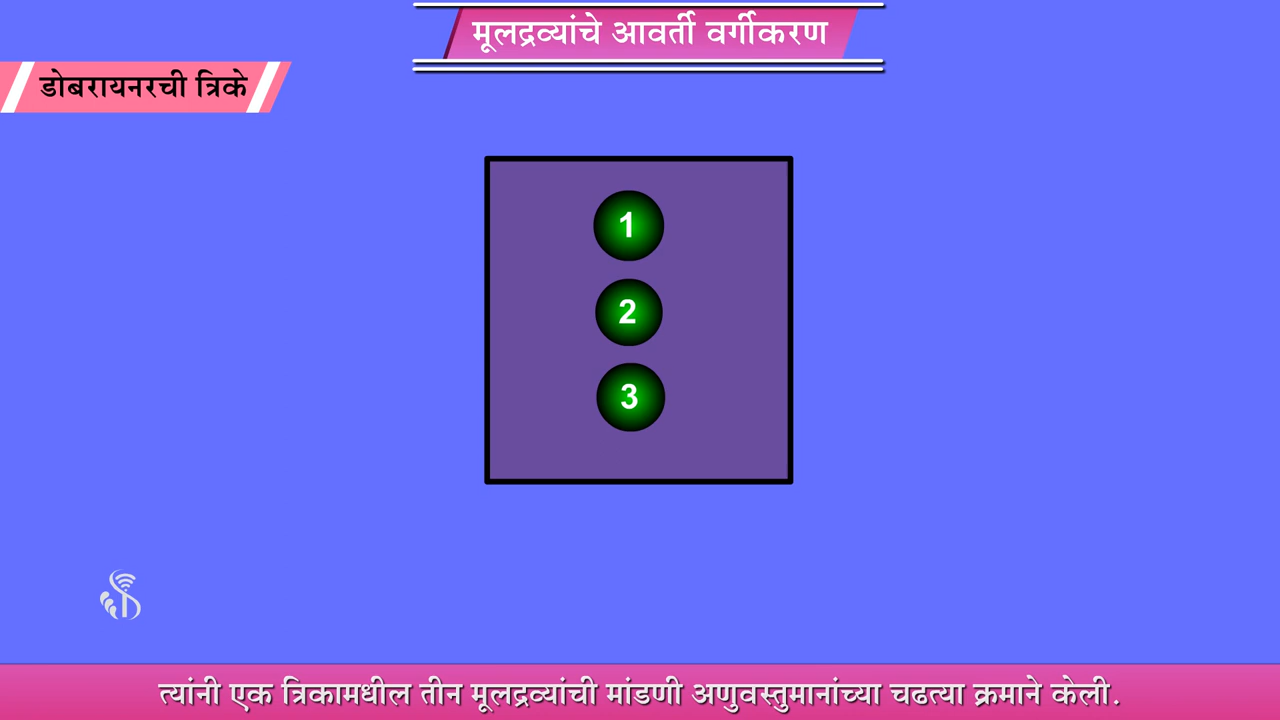 मूलद्रव्यांचे आवर्ती वर्गीकरण
डोबरायनरची त्रिके
1
2
3
त्यांनी एक त्रिकामधील तीन मूलद्रव्यांची मांडणी अणुवस्तुमानांच्या चढत्या क्रमाने केली.